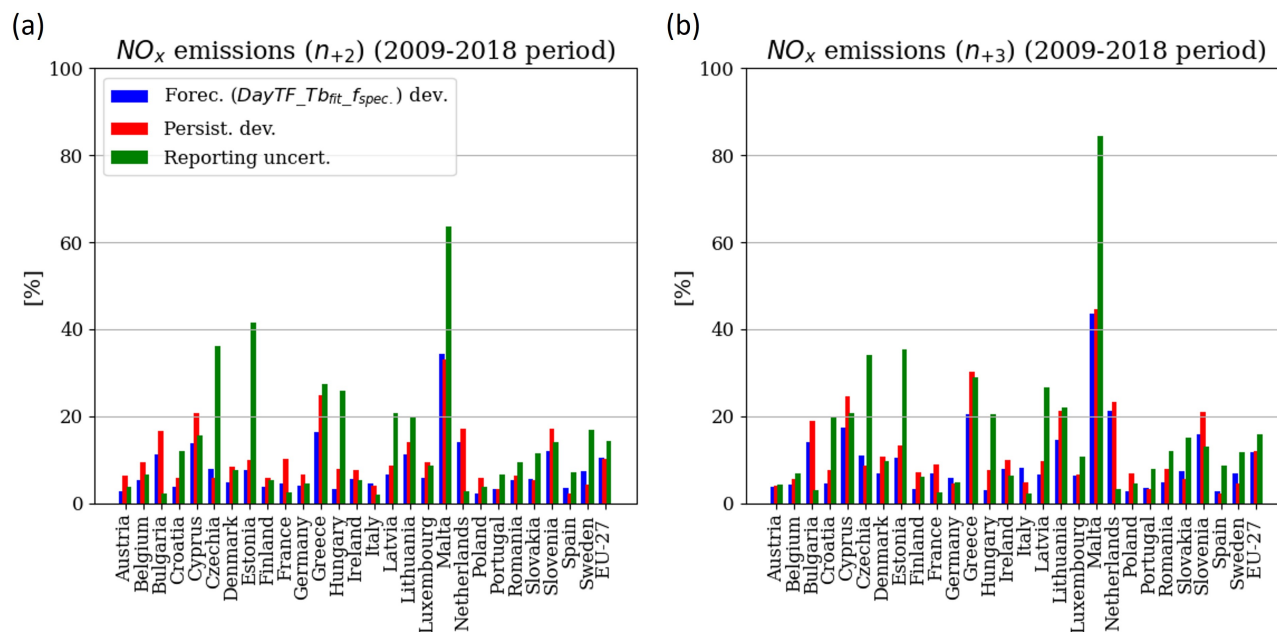 (a)
NOx emissions (n+2) (2009-2018 period)
100
80
60
40
20
0
[%]
Forec. (DayTF_Tbfit_fspec.) dev.
Persist. dev.
Reporting uncert.
Austria
Belgium
Bulgaria
Croatia
Cyprus
Czechia
Denmark
Estonia
Finland
France
Germany
Greece
Hungary
Ireland
Italy
Latvia
Lithuania
Luxembourg
Malta
Netherlands
Poland
Portugal
Romania
Slovakia
Slovenia
Spain
Sweden
EU-27
(b)
NOx emissions (n+3) (2009-2018 period)
100
80
60
40
20
0
[%]
Austria
Belgium
Bulgaria
Croatia
Cyprus
Czechia
Denmark
Estonia
Finland
France
Germany
Greece
Hungary
Ireland
Italy
Latvia
Lithuania
Luxembourg
Malta
Netherlands
Poland
Portugal
Romania
Slovakia
Slovenia
Spain
Sweden
EU-27